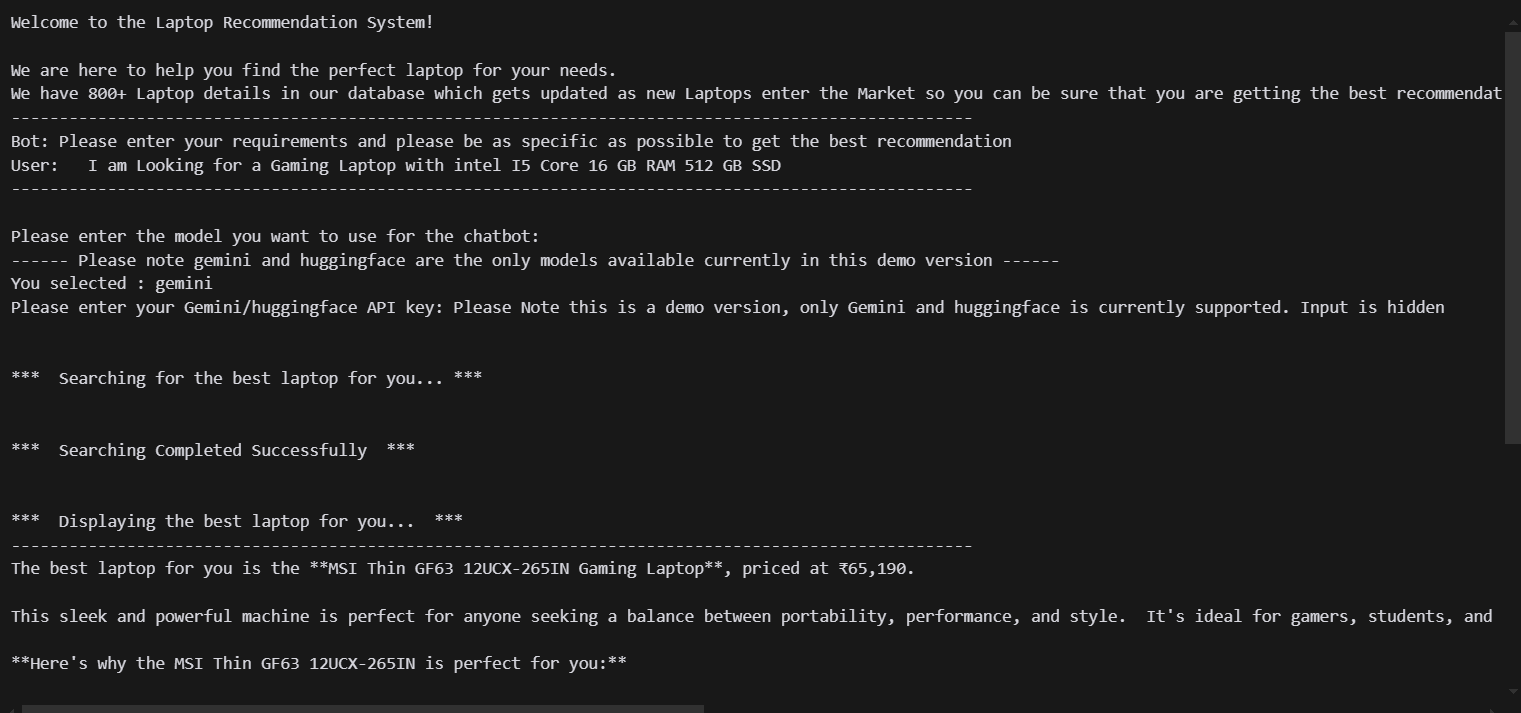 Welcome to the Laptop Recommendation System!
We are here to help you find the perfect laptop for your needs.
We have 800+ Laptop details in our database which gets updated as new Laptops enter the Market so you can be sure that you are getting the best recommendat
----------------------------------------------------------------------------------------------------
Bot: Please enter your requirements and please be as specific as possible to get the best recommendation
User:   I am Looking for a Gaming Laptop with intel I5 Core 16 GB RAM 512 GB SSD
----------------------------------------------------------------------------------------------------
Please enter the model you want to use for the chatbot:
------ Please note gemini and huggingface are the only models available currently in this demo version ------
You selected : gemini
Please enter your Gemini/huggingface API key: Please Note this is a demo version, only Gemini and huggingface is currently supported. Input is hidden
***  Searching for the best laptop for you... ***
***  Searching Completed Successfully  ***
***  Displaying the best laptop for you...  ***
----------------------------------------------------------------------------------------------------
The best laptop for you is the **MSI Thin GF63 12UCX-265IN Gaming Laptop**, priced at ₹65,190.
This sleek and powerful machine is perfect for anyone seeking a balance between portability, performance, and style.  It's ideal for gamers, students, and
**Here's why the MSI Thin GF63 12UCX-265IN is perfect for you:**